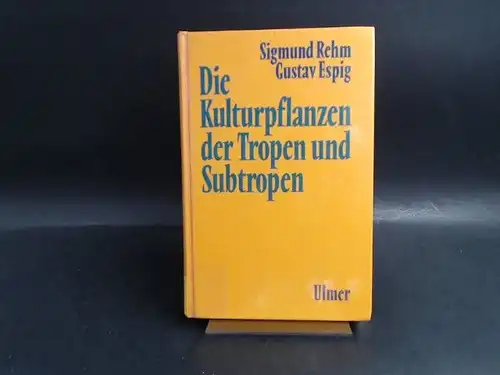 Sigmund Rehm
Gustav Espig
Die
Kulturpflanzen
der Tropen und
Subtropen
Ulmer